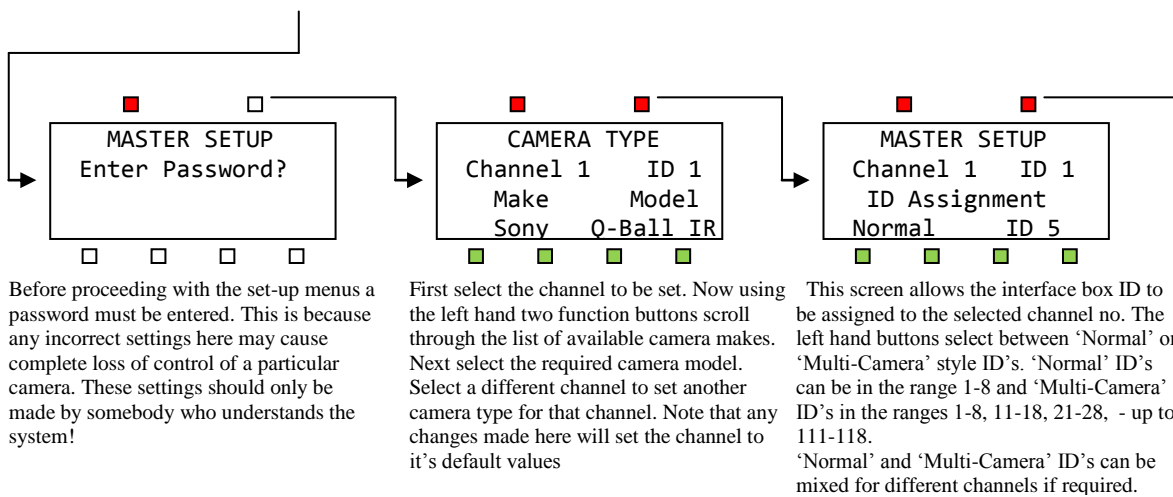 MASTER SETUP
Enter Password?
CAMERA TYPE
Channel 1 ID 1
Make Model
Sony Q-Ball IR
MASTER SETUP
Channel 1 ID 1
ID Assignment
Normal ID 5
Before proceeding with the set-up menus a
password must be entered. This is because
any incorrect settings here may cause
complete loss of control of a particular
camera. These settings should only be
made by somebody who understands the
system!
First select the channel to be set. Now using
the left hand two function buttons scroll
through the list of available camera makes.
Next select the required camera model.
Select a different channel to set another
camera type for that channel. Note that any
changes made here will set the channel to
it's default values
This screen allows the interface box ID to
be assigned to the selected channel no. The
left hand buttons select between ‘Normal’ or
‘Multi-Camera’ style ID’s. ‘Normal’ ID’s
can be in the range 1-8 and ‘Multi-Camera’
ID’s in the ranges 1-8, 11-18, 21-28, - up to
111-118.
‘Normal’ and ‘Multi-Camera’ ID’s can be
mixed for different channels if required.